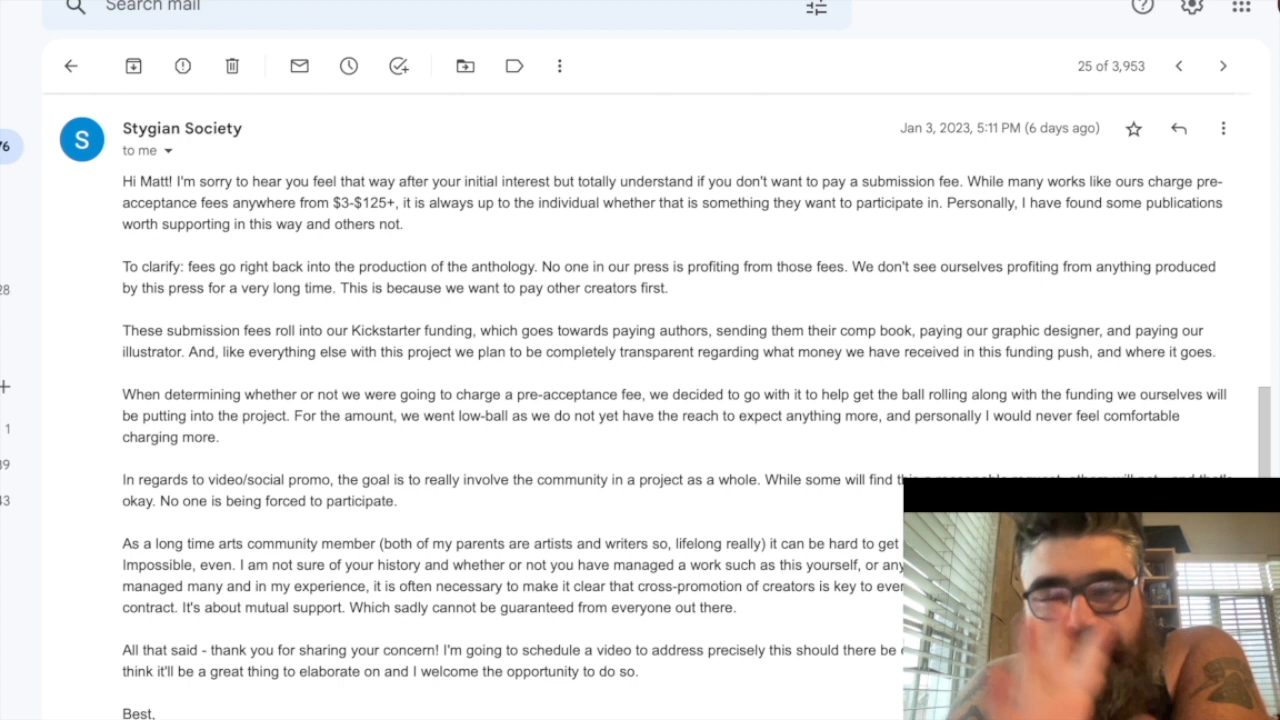 Search mail
25 of 3,953
76
Stygian Society
Jan 3, 2023, 5:11 PM (6 days ago)
S
to me
Hi Matt! I'm sorry to hear you feel that way after your initial interest but totally understand if you don't want to pay a submission fee. While many works like ours charge pre-
acceptance fees anywhere from $3-$125+, it is always up to the individual whether that is something they want to participate in. Personally, I have found some publications
worth supporting in this way and others not.
To clarify: fees go right back into the production of the anthology. No one in our press is profiting from those fees. We don't see ourselves profiting from anything produced
by this press for a very long time. This is because we want to pay other creators first.
28
These submission fees roll into our Kickstarter funding, which goes towards paying authors, sending them their comp book, paying our graphic designer, and paying our
illustrator. And, like everything else with this project we plan to be completely transparent regarding what money we have received in this funding push, and where it goes.
When determining whether or not we were going to charge a pre-acceptance fee, we decided to go with it to help get the ball rolling along with the funding we ourselves will
be putting into the project. For the amount, we went low-ball as we do not yet have the reach to expect anything more, and personally I would never feel comfortable
charging more.
1
39
In regards to video/social promo, the goal is to really involve the community in a project as a whole. While some will find this a reasonable request, others will not - and that's
okay. No one is being forced to participate.
43
As a long time arts community member (both of my parents are artists and writers so, lifelong really) it can be hard to get
Impossible, even. I am not sure of your history and whether or not you have managed a work such as this yourself, or any
managed many and in my experience, it is often necessary to make it clear that cross-promotion of creators is key to
contract. It's about mutual support. Which sadly cannot be guaranteed from everyone out there.
All that said - thank you for sharing your concern! I'm going to schedule a video to address precisely this should there be
think it'll be a great thing to elaborate on and I welcome the opportunity to do so.
Best,